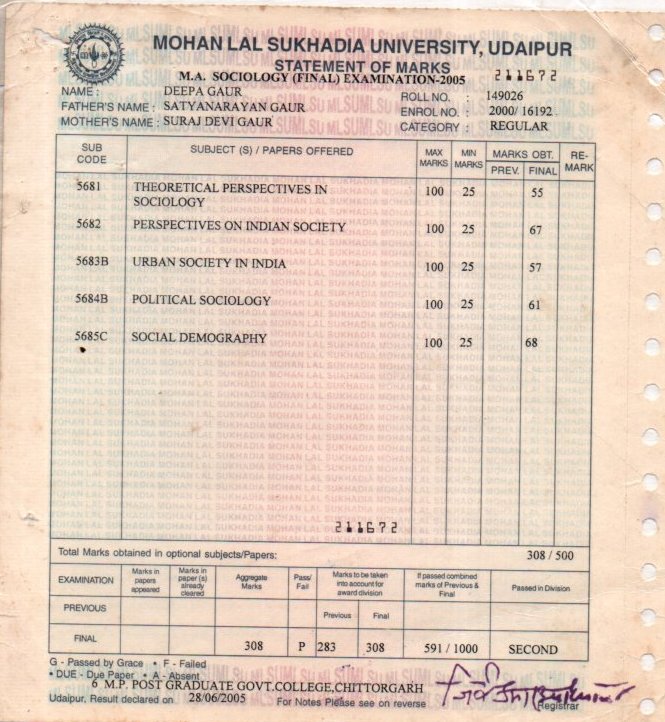 MOHAN LAL SUKHADIA UNIVERSITY, UDAIPUR
STATEMENT OF MARKS
M.A. SOCIOLOGY (FINAL) EXAMINATION-2005 211672
NAME : DEEPA GAUR ROLL NO. : 149026
FATHER'S NAME : SATYANARAYAN GAUR ENROL NO. : 2000/ 16192
MOTHER'S NAME : SURAJ DEVI GAUR CATEGORY : REGULAR
SUB CODE SUBJECT (S) / PAPERS OFFERED MAX MARKS MIN MARKS MARKS OBT. PREV. FINAL RE-MARK
5681 THEORETICAL PERSPECTIVES IN 100 25 55
SOCIOLOGY
5682 PERSPECTIVES ON INDIAN SOCIETY 100 25 67
5683B URBAN SOCIETY IN INDIA 100 25 57
5684B POLITICAL SOCIOLOGY 100 25 61
5685C SOCIAL DEMOGRAPHY 100 25 68
211672
Total Marks obtained in optional subjects/Papers: 308 / 500
EXAMINATION Marks in papers appeared Marks in paper (s) already cleared Aggregate Marks Pass/ Fail Marks to be taken into account for award division If passed combined marks of Previous & Final Passed in Division
Previous Final
PREVIOUS
FINAL 308 P 283 308 591 / 1000 SECOND
G - Passed by Grace • F - Failed
• DUE - Due Paper • A - Absent
6 M.P. POST GRADUATE GOVT.COLLEGE,CHITTORGARH
Udaipur, Result declared on 28/06/2005 For Notes Please see on reverse Registrar